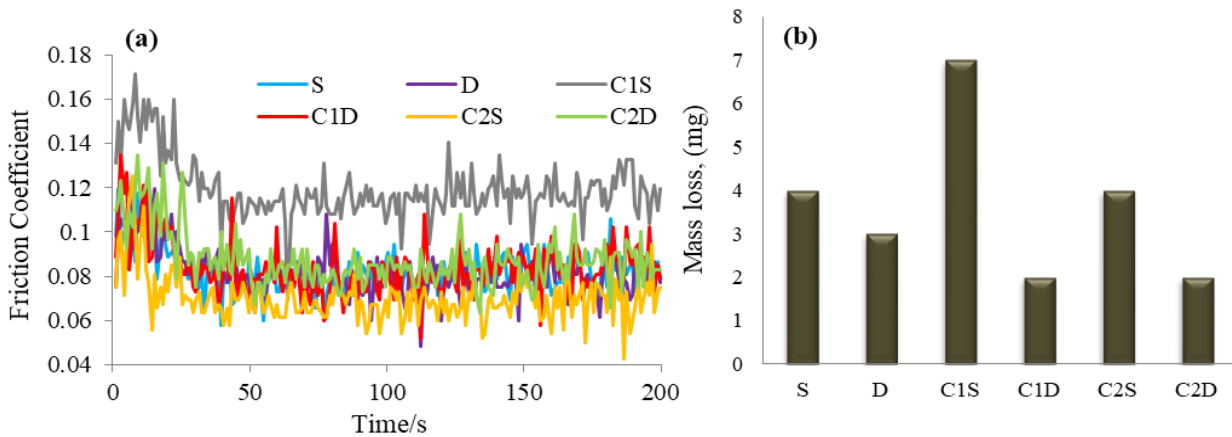 (a)
0.18
0.16
0.14
0.12
0.1
0.08
0.06
0.04
Friction Coefficient
S D C1S
C1D C2S C2D
0 50 100 150 200
Time/s
(b)
8
7
6
5
4
3
2
1
0
Mass loss, (mg)
S D C1S C1D C2S C2D